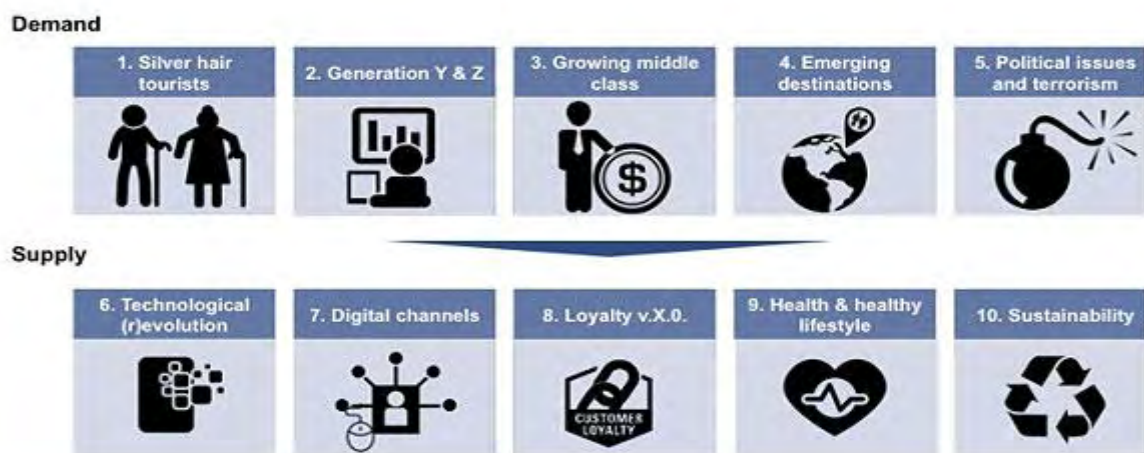 Demand
1. Silver hair
tourists
2. Generation Y & Z
3. Growing middle
class
4. Emerging
destinations
5. Political issues
and terrorism
$
Supply
6. Technological
(r)evolution
7. Digital channels
8. Loyalty v.X.0.
9. Health & healthy
lifestyle
10. Sustainability
CUSTOMER
LOYALTY